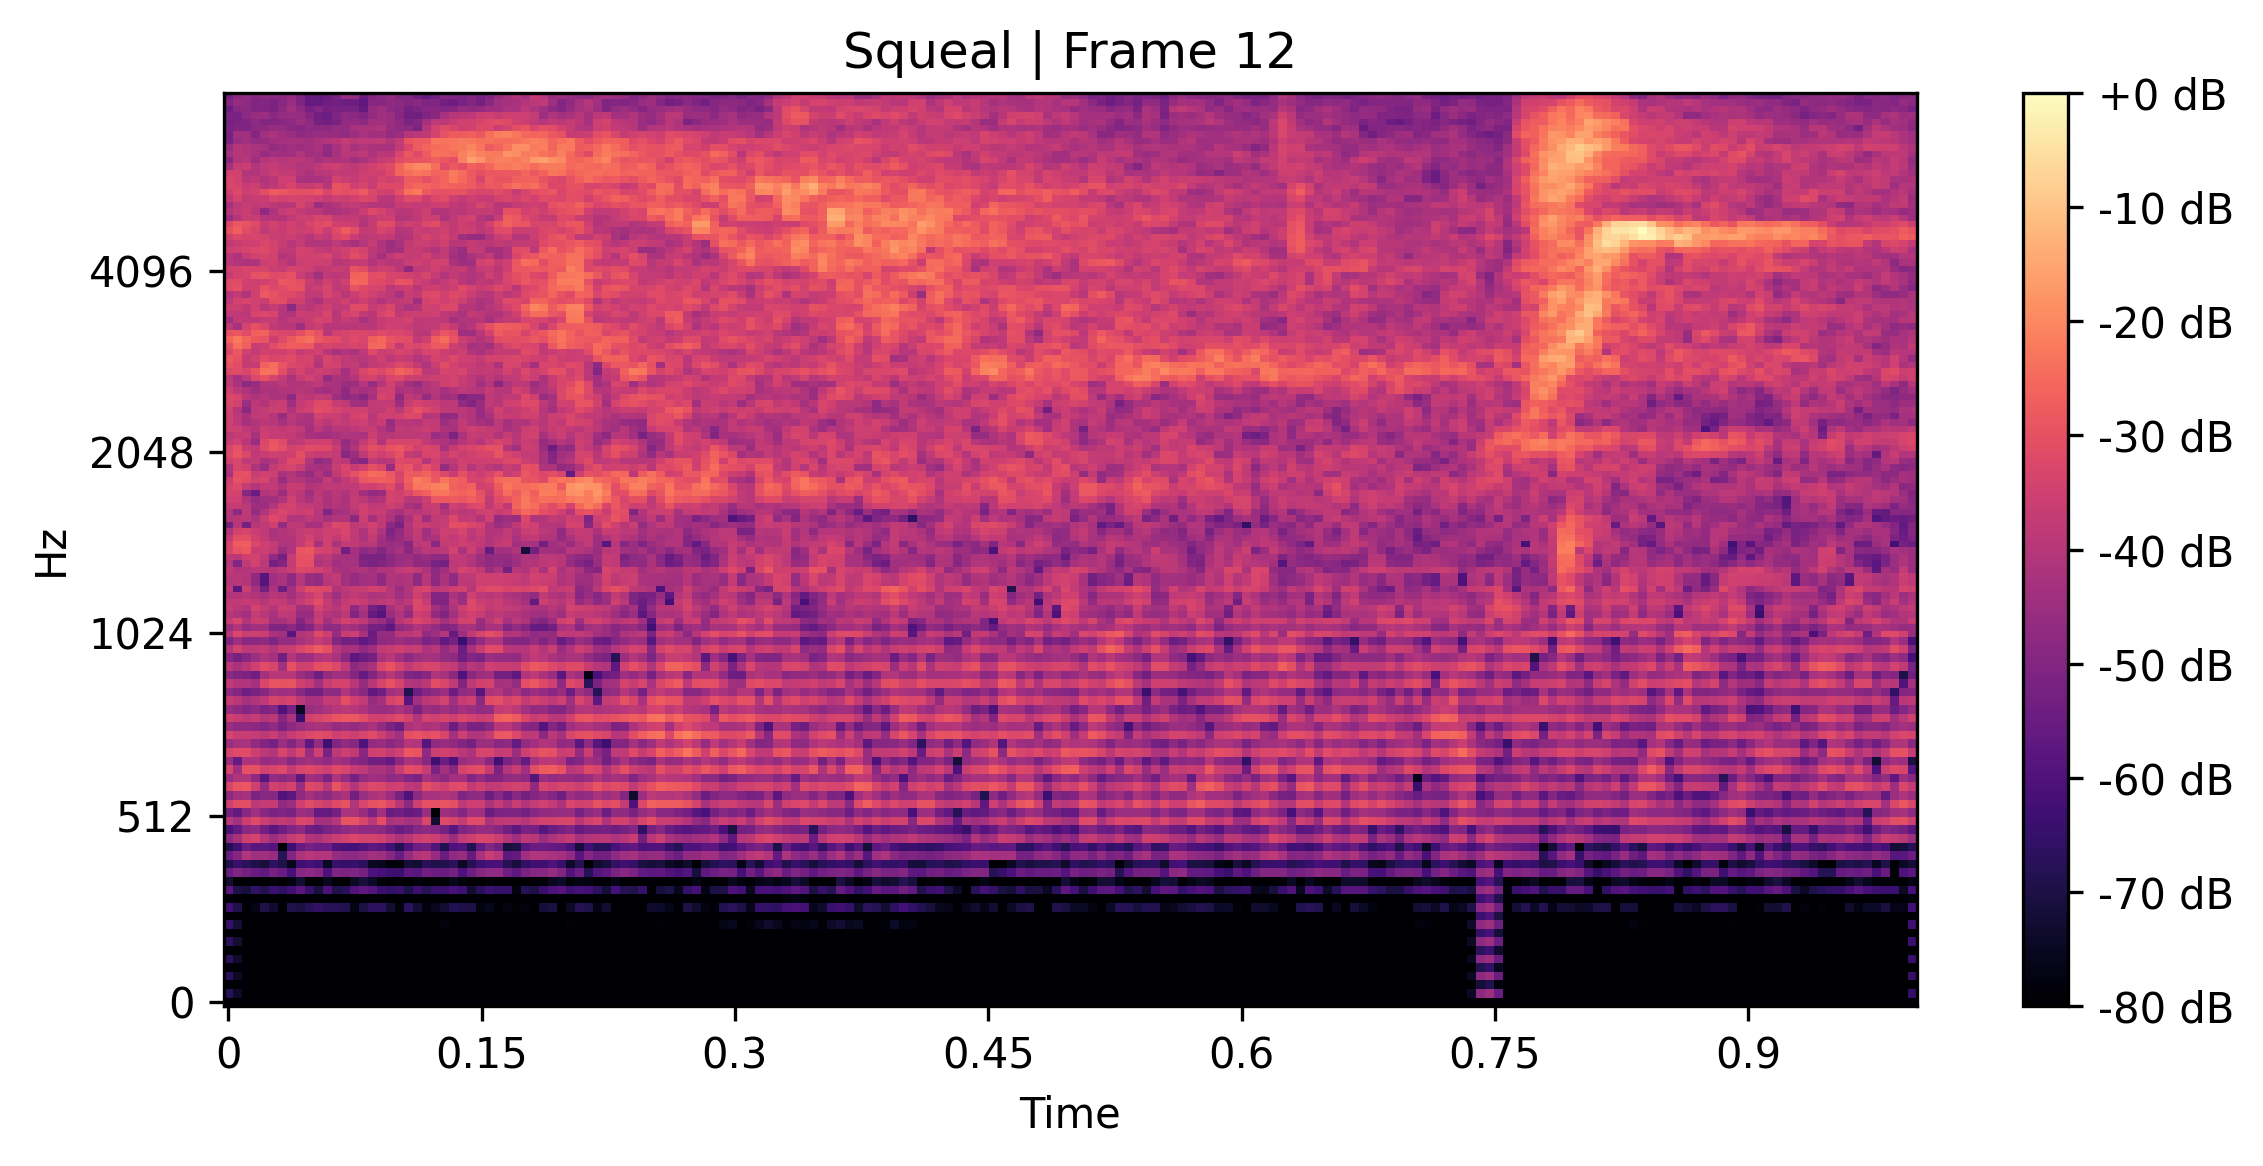 Squeal | Frame 12
+0 dB
-10 dB
-20 dB
-30 dB
-40 dB
-50 dB
-60 dB
-70 dB
-80 dB
Hz
4096
2048
1024
512
0
0 0.15 0.3 0.45 0.6 0.75 0.9
Time